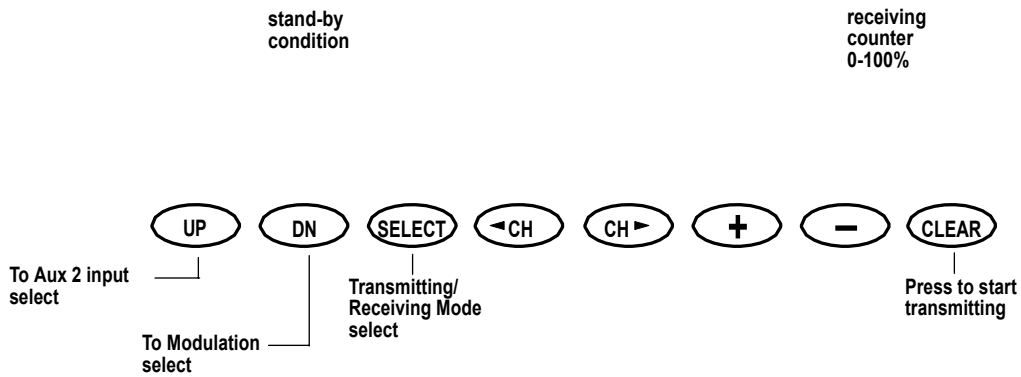 stand-by
condition
receiving
counter
0-100%
UP
DN
SELECT
◄CH
CH►
+
−
CLEAR
To Aux 2 input
select
To Modulation
select
Transmitting/
Receiving Mode
select
Press to start
transmitting